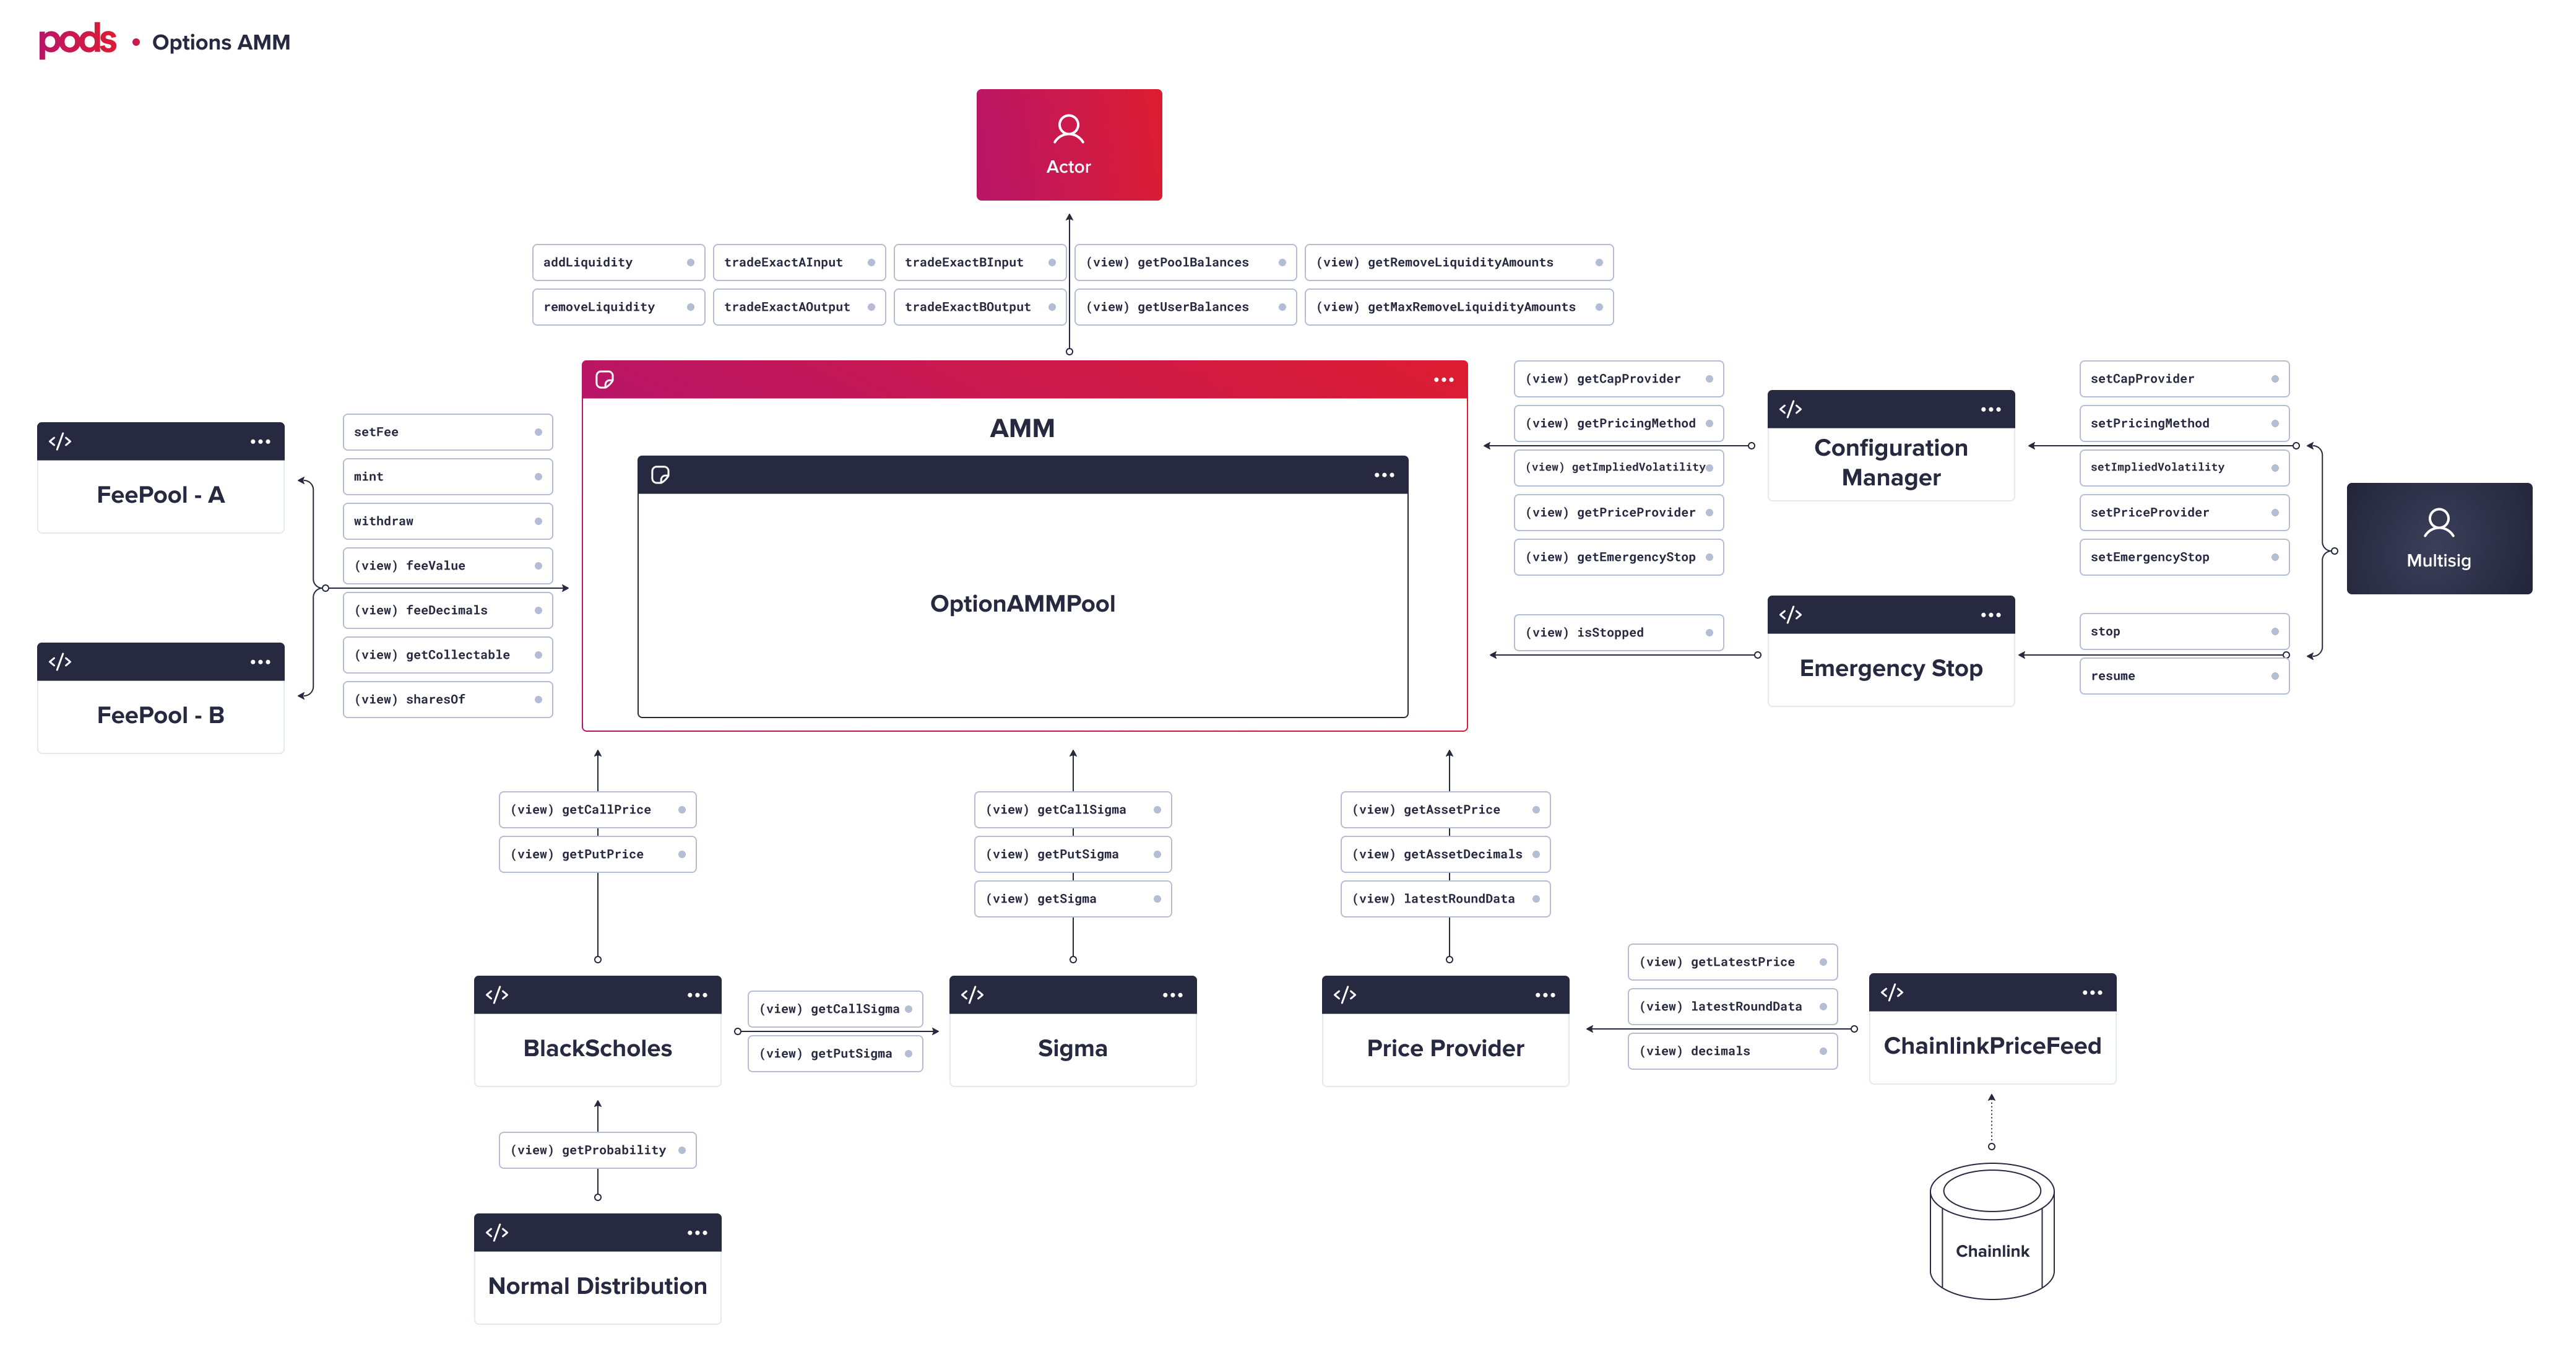 pods • Options AMM
Actor
addLiquidity
tradeExactAInput
tradeExactBInput
(view) getPoolBalances
(view) getRemoveLiquidityAmounts
removeLiquidity
tradeExactAOutput
tradeExactBOutput
(view) getUserBalances
(view) getMaxRemoveLiquidityAmounts
AMM
OptionAMMPool
FeePool - A
FeePool - B
setFee
mint
withdraw
(view) feeValue
(view) feeDecimals
(view) getCollectable
(view) sharesOf
(view) getCapProvider
(view) getPricingMethod
(view) getImpliedVolatility
(view) getPriceProvider
(view) getEmergencyStop
(view) isStopped
</>
Configuration
Manager
</>
Emergency Stop
setCapProvider
setPricingMethod
setImpliedVolatility
setPriceProvider
setEmergencyStop
stop
resume
Multisig
(view) getCallPrice
(view) getPutPrice
(view) getCallSigma
(view) getPutSigma
(view) getSigma
(view) getAssetPrice
(view) getAssetDecimals
(view) latestRoundData
BlackScholes
(view) getCallSigma
(view) getPutSigma
Sigma
Price Provider
(view) getLatestPrice
(view) latestRoundData
(view) decimals
ChainlinkPriceFeed
(view) getProbability
Normal Distribution
Chainlink